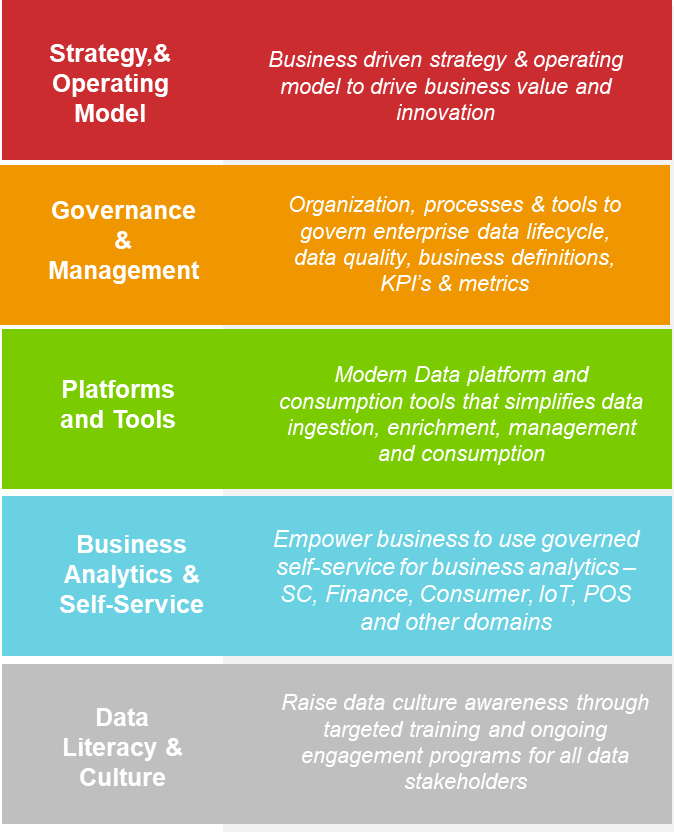 Strategy,&
Operating
Model
Business driven strategy & operating
model to drive business value and
innovation
Governance
&
Management
Organization, processes & tools to
govern enterprise data lifecycle,
data quality, business definitions,
KPI's & metrics
Platforms
and Tools
Modern Data platform and
consumption tools that simplifies data
ingestion, enrichment, management
and consumption
Business
Analytics &
Self-Service
Empower business to use governed
self-service for business analytics –
SC, Finance, Consumer, IoT, POS
and other domains
Data
Literacy &
Culture
Raise data culture awareness through
targeted training and ongoing
engagement programs for all data
stakeholders